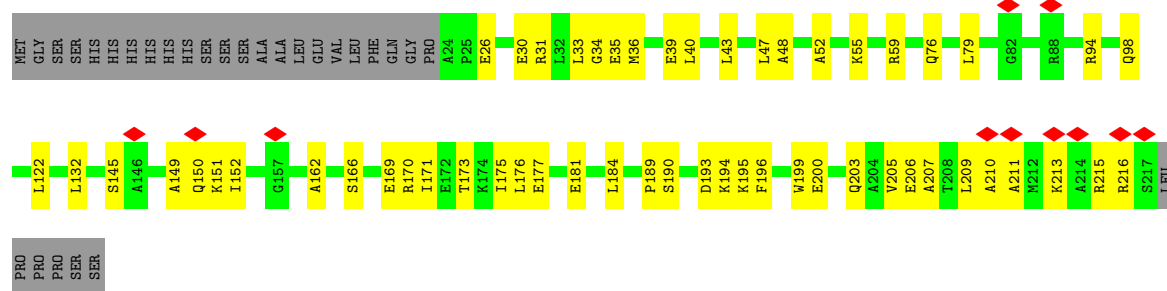 MET GLY SER SER HIS HIS HIS HIS HIS HIS SER SER SER ALA ALA LEU GLU VAL LEU PHE GLN GLY PRO A24 P25 E26 E30 R31 L32 L33 G34 E35 M36 E39 L40 L43 L47 A48 A52 K55 R59 Q76 L79 G82 R88 R94 Q98
L122 L132 S145 A146 A149 Q150 K151 I152 G157 A162 S166 E169 R170 I171 E172 T173 K174 I175 L176 E177 E181 L184 P189 S190 D193 K194 K195 F196 W199 E200 Q203 A204 V205 E206 A207 T208 L209 A210 A211 M212 K213 A214 R215 R216 S217 LEU
PRO PRO PRO SER SER